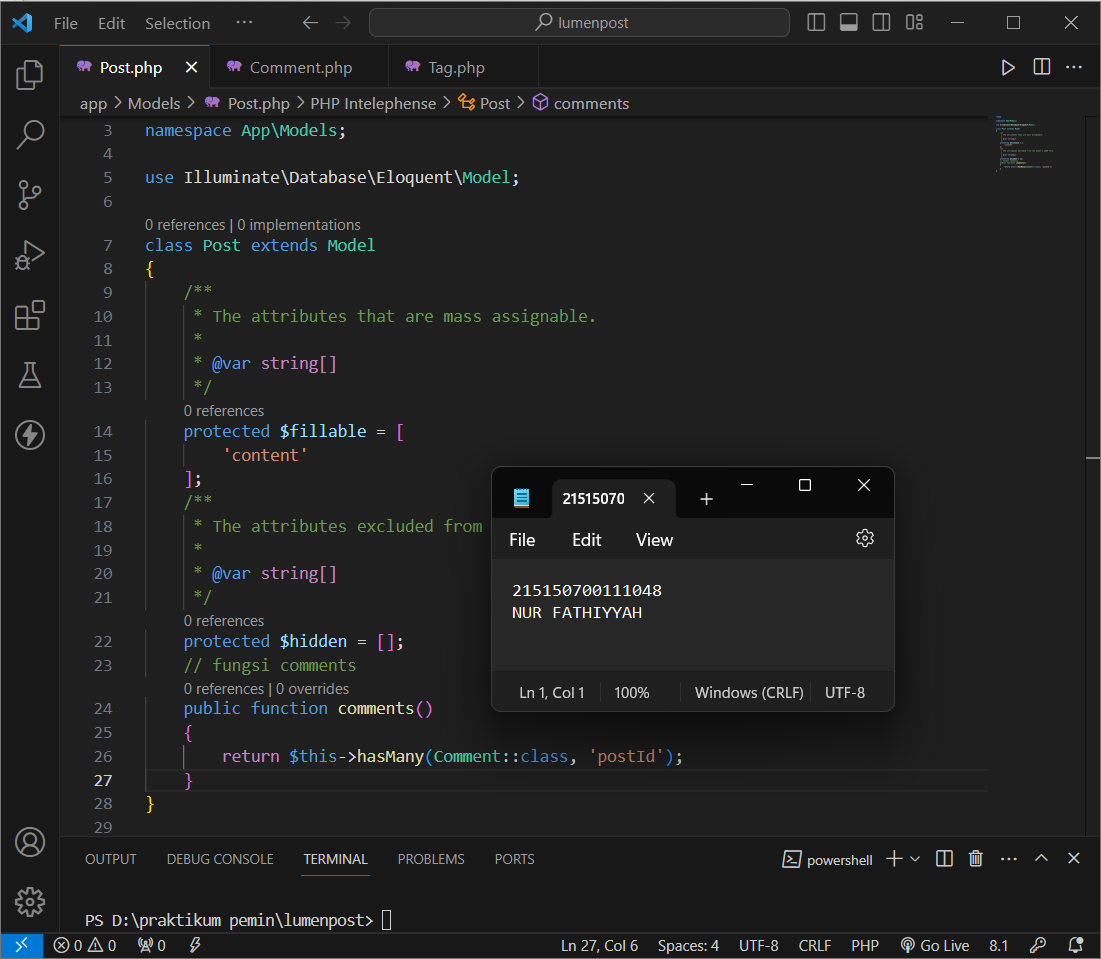 File Edit Selection ··· lumenpost
Post.php Comment.php Tag.php
app > Models > Post.php > PHP Intelephense > Post > comments
3 namespace App\Models;
4
5 use Illuminate\Database\Eloquent\Model;
6
0 references | 0 implementations
7 class Post extends Model
8 {
9 /**
10 * The attributes that are mass assignable.
11 *
12 * @var string[]
13 */
0 references
14 protected $fillable = [
15 'content'
16 ];
17 /**
18 * The attributes excluded from
19 *
20 * @var string[]
21 */
0 references
22 protected $hidden = [];
23 // fungsi comments
0 references | 0 overrides
24 public function comments()
25 {
26 return $this->hasMany(Comment::class, 'postId');
27 }
28 }
29
21515070
File Edit View
215150700111048
NUR FATHIYYAH
Ln 1, Col 1 100% Windows (CRLF) UTF-8
OUTPUT DEBUG CONSOLE TERMINAL PROBLEMS PORTS powershell
PS D:\praktikum pemin\lumenpost>
0 0 0 Ln 27, Col 6 Spaces: 4 UTF-8 CRLF PHP Go Live 8.1